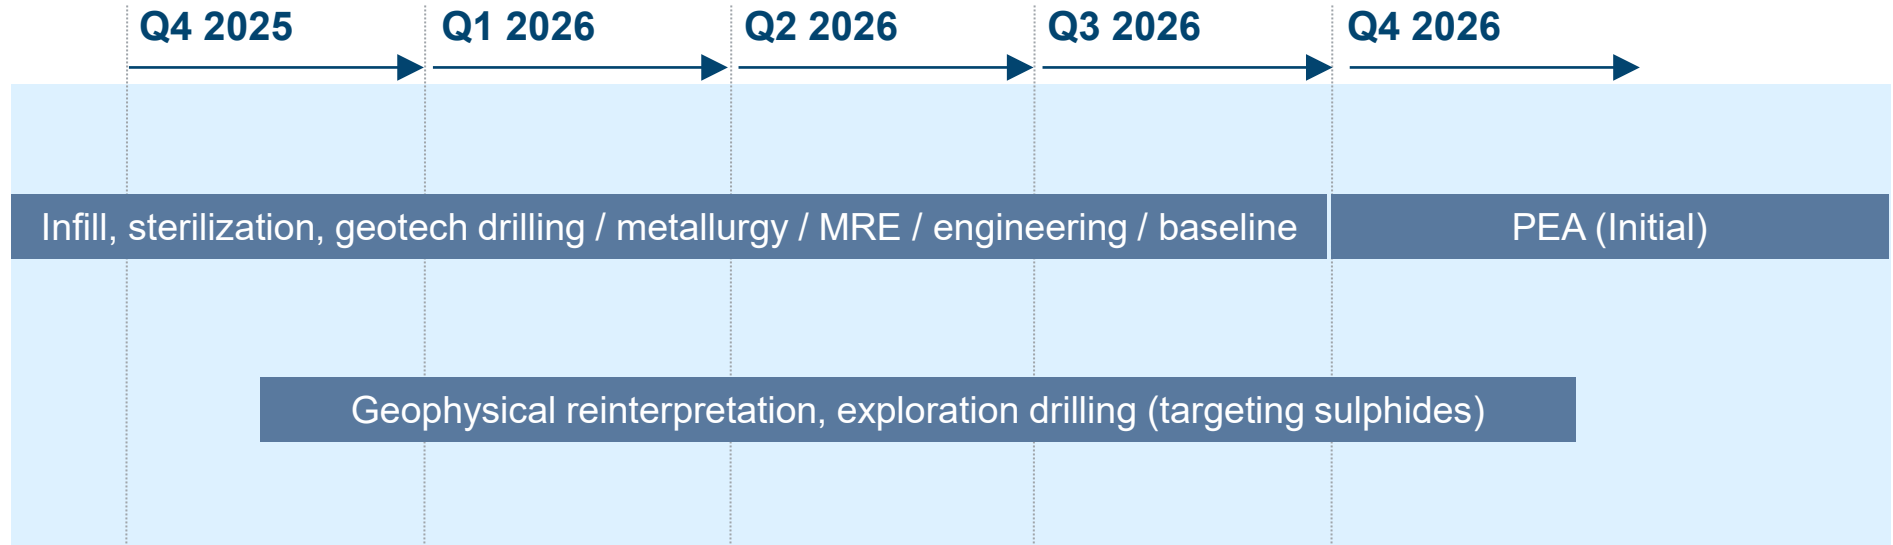 Q4 2025 Q1 2026 Q2 2026 Q3 2026 Q4 2026
Infill, sterilization, geotech drilling / metallurgy / MRE / engineering / baseline PEA (Initial)
Geophysical reinterpretation, exploration drilling (targeting sulphides)